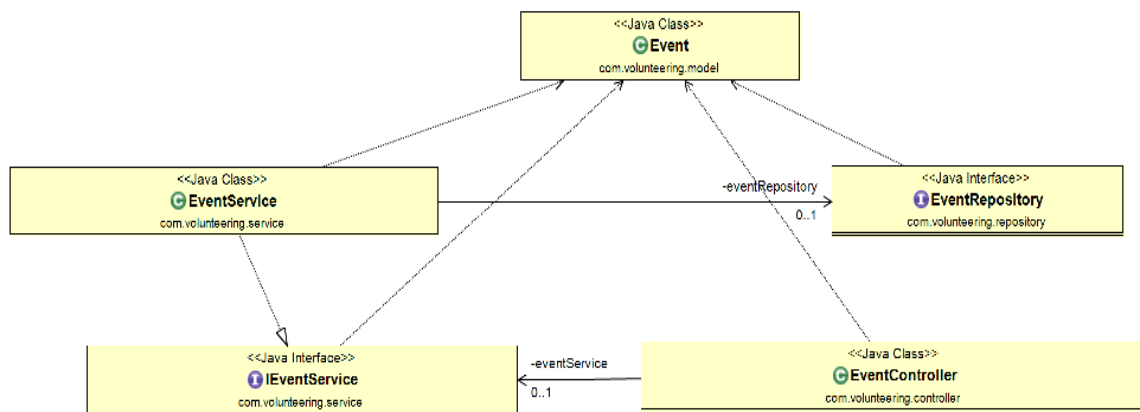 <<Java Class>>
Event
com.volunteering.model
<<Java Class>>
EventService
com.volunteering.service
-eventRepository
0..1
<<Java Interface>>
EventRepository
com.volunteering.repository
<<Java Interface>>
IEventService
com.volunteering.service
-eventService
0..1
<<Java Class>>
EventController
com.volunteering.controller